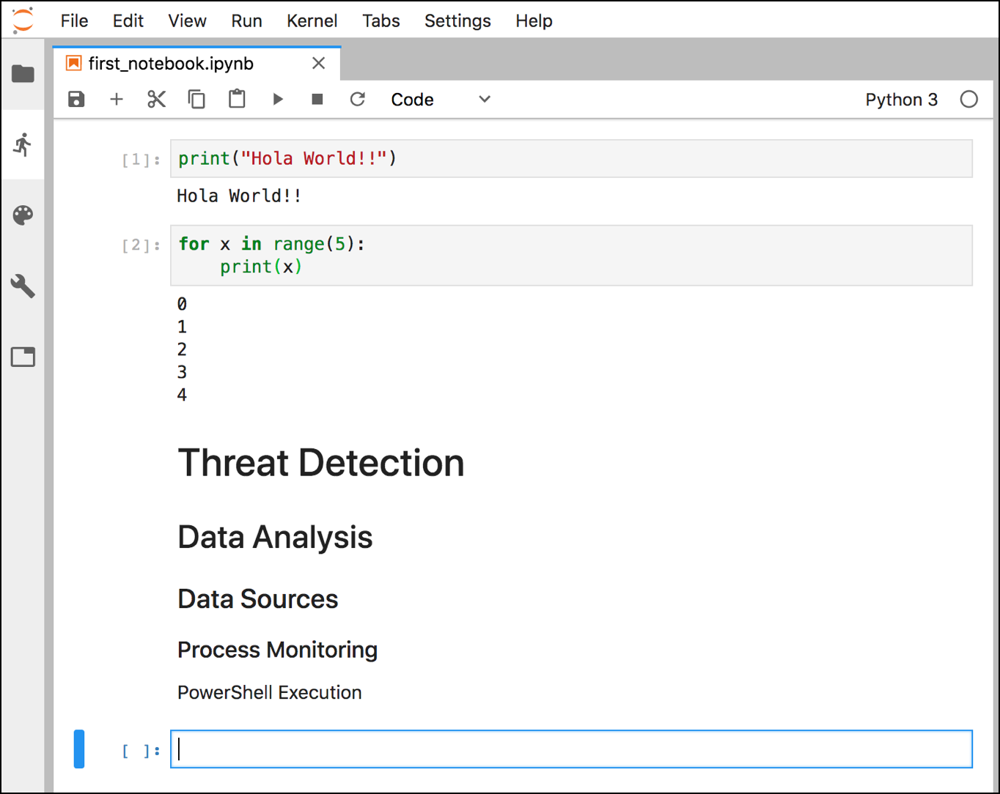 File Edit View Run Kernel Tabs Settings Help
first_notebook.ipynb
Code Python 3
[1]: print("Hola World!!")
Hola World!!
[2]: for x in range(5):
    print(x)
0
1
2
3
4
Threat Detection
Data Analysis
Data Sources
Process Monitoring
PowerShell Execution
[ ]: